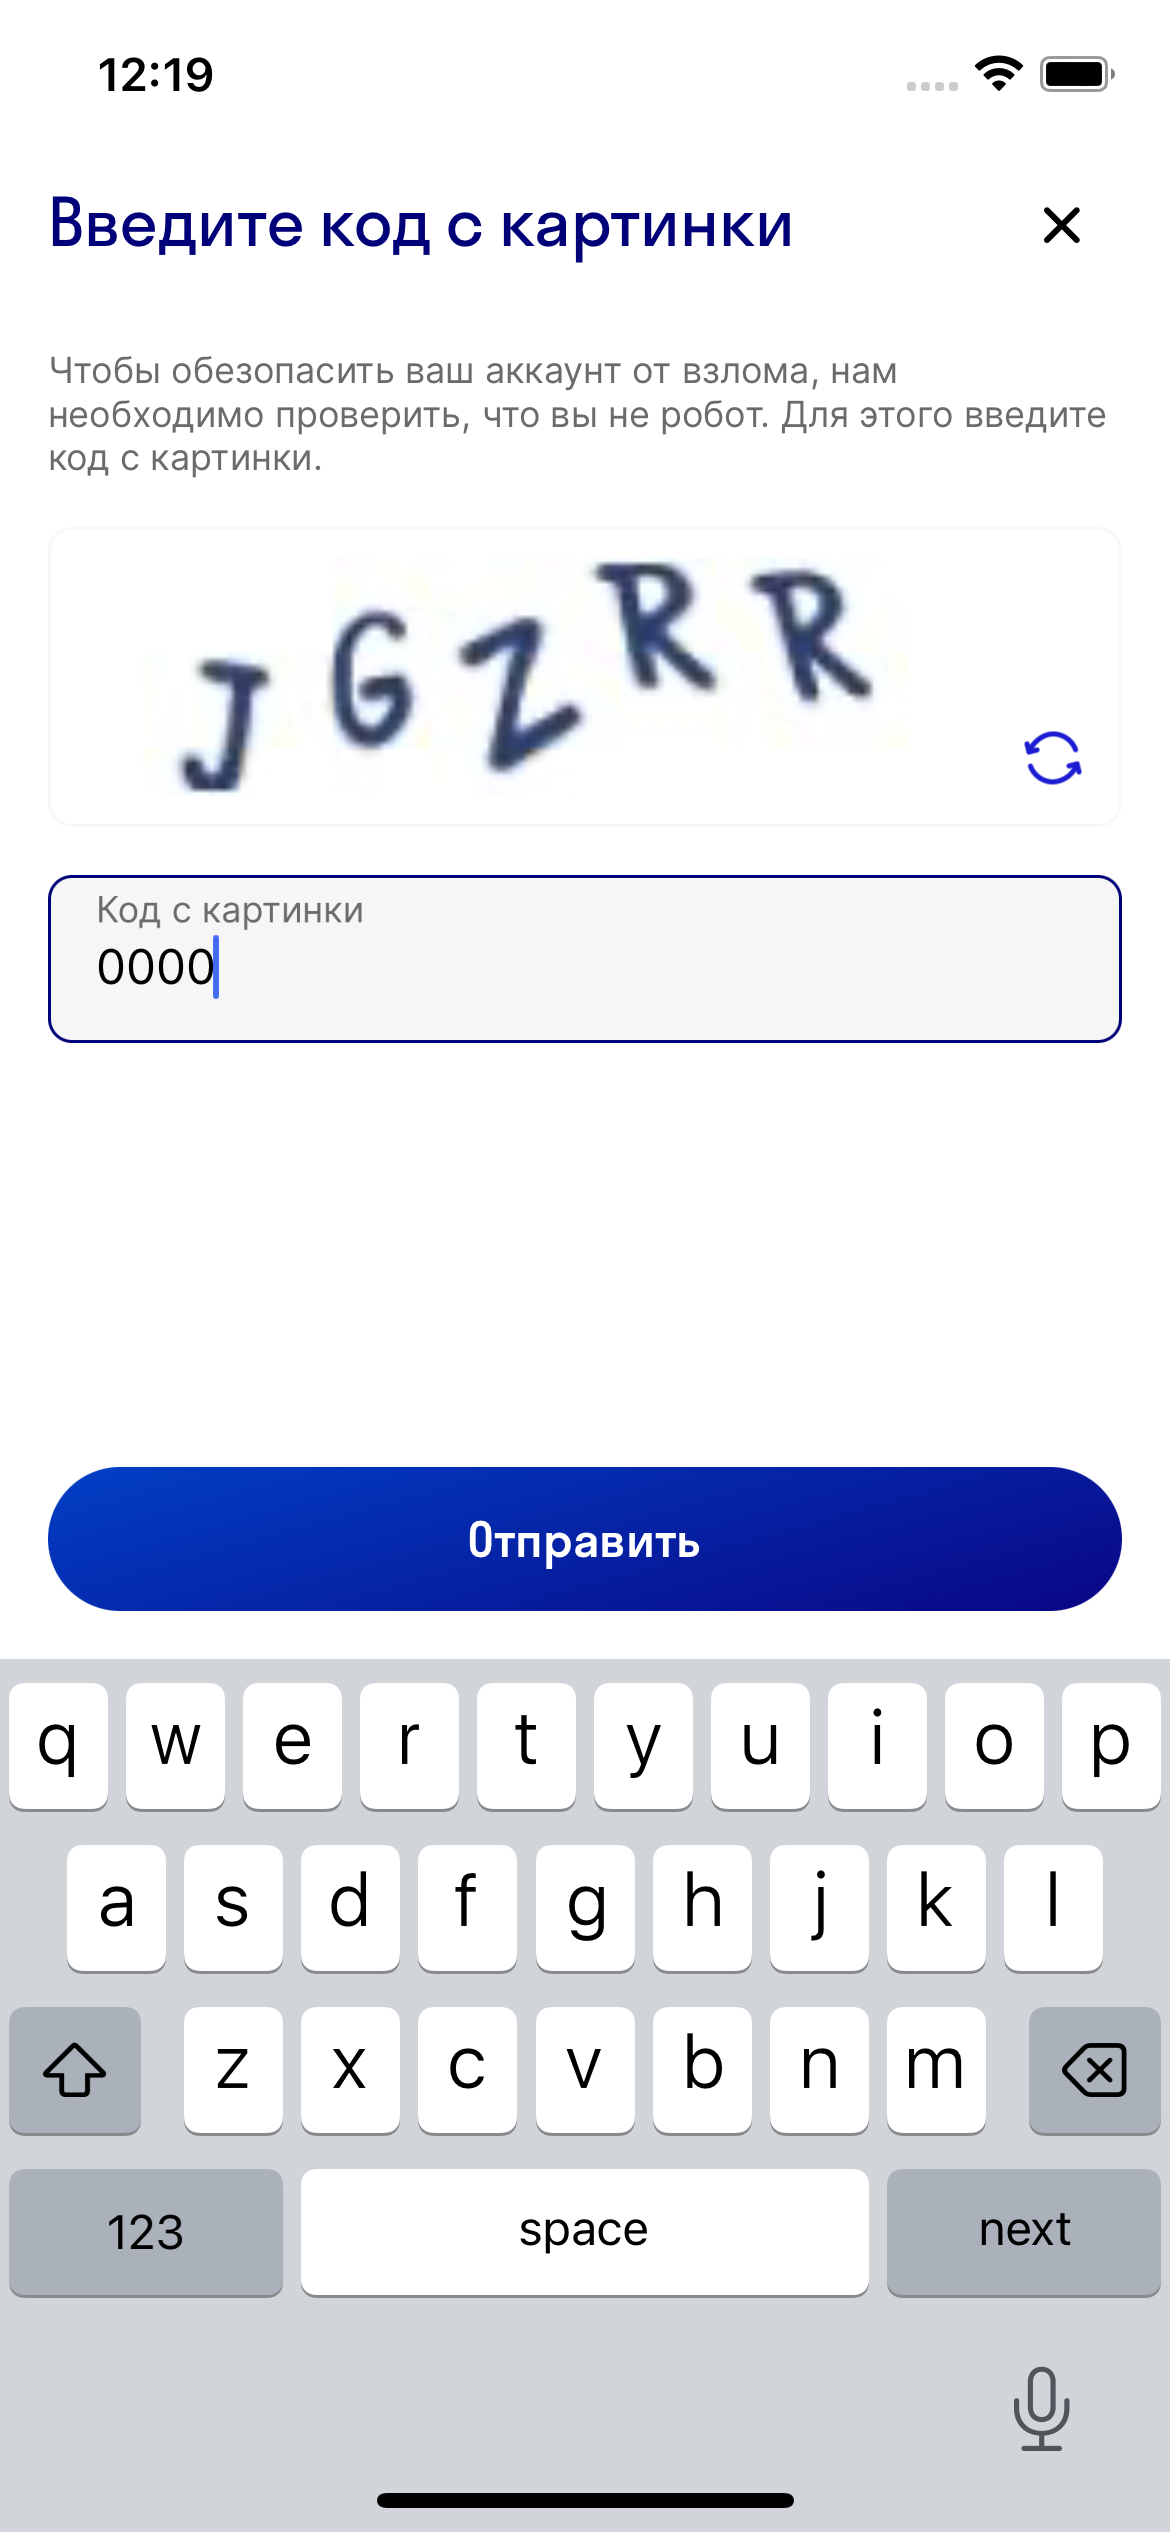 12:19
Введите код с картинки
Чтобы обезопасить ваш аккаунт от взлома, нам
необходимо проверить, что вы не робот. Для этого введите
код с картинки.
JGZRR
Код с картинки
0000
Отправить
q w e r t y u i o p
a s d f g h j k l
z x c v b n m
123 space next